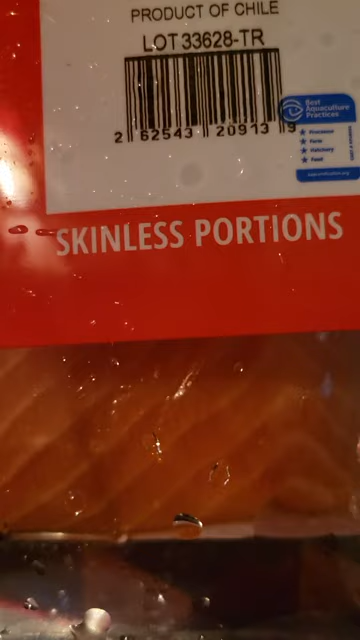 PRODUCT OF CHILE
LOT 33628-TR
2 62543 20913 9
Best
Aquaculture
Practices
Processor
Farm
Hatchery
Feed
SKINLESS PORTIONS